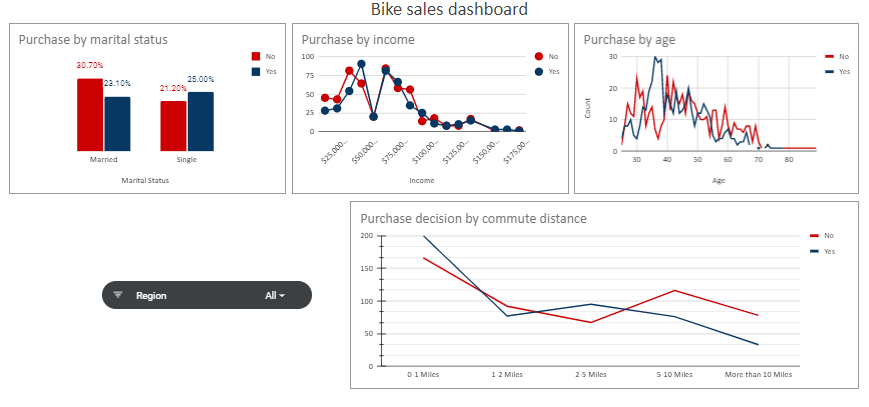 Bike sales dashboard
Purchase by marital status
No
Yes
30.70%
23.10%
21.20%
25.00%
Married
Single
Marital Status
Purchase by income
No
Yes
100
75
50
25
0
$25,000...
$50,000...
$75,000...
$100,00...
$125,00...
$150,00...
$175,00...
Income
Purchase by age
No
Yes
Count
30
20
10
0
30
40
50
60
70
80
Age
Purchase decision by commute distance
No
Yes
200
150
100
50
0
0-1 Miles
1-2 Miles
2-5 Miles
5-10 Miles
More than 10 Miles
Region
All